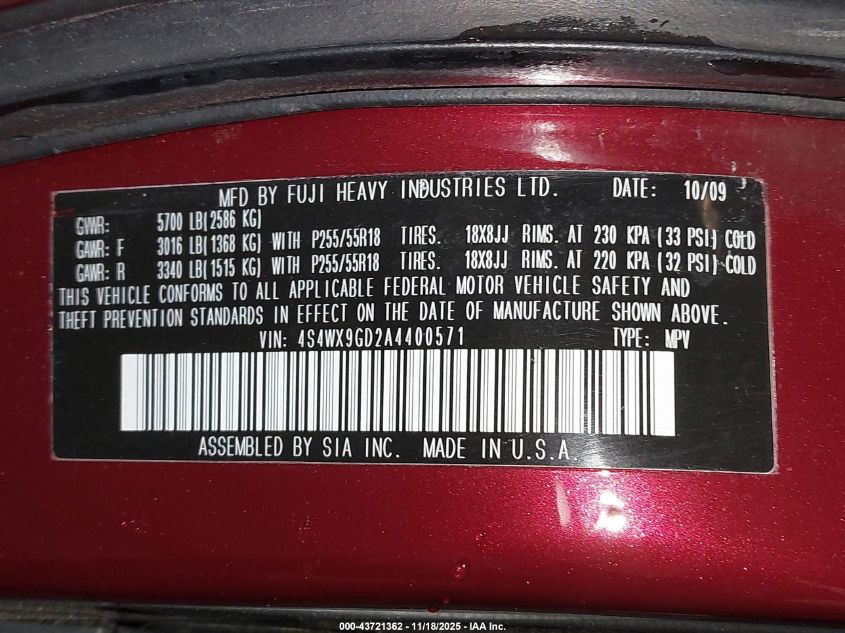 MFD BY FUJI HEAVY INDUSTRIES LTD. DATE: 10/09
GVWR: 5700 LB(2586 KG)
GAWR: F 3016 LB(1368 KG) WITH P255/55R18 TIRES. 18X8JJ RIMS. AT 230 KPA (33 PSI) COLD
GAWR: R 3340 LB(1515 KG) WITH P255/55R18 TIRES. 18X8JJ RIMS. AT 220 KPA (32 PSI) COLD
THIS VEHICLE CONFORMS TO ALL APPLICABLE FEDERAL MOTOR VEHICLE SAFETY AND
THEFT PREVENTION STANDARDS IN EFFECT ON THE DATE OF MANUFACTURE SHOWN ABOVE.
VIN: 4S4WX9GD2A4400571 TYPE: MPV
ASSEMBLED BY SIA INC. MADE IN U.S.A.
000-43721362 - 11/18/2025 - IAA Inc.